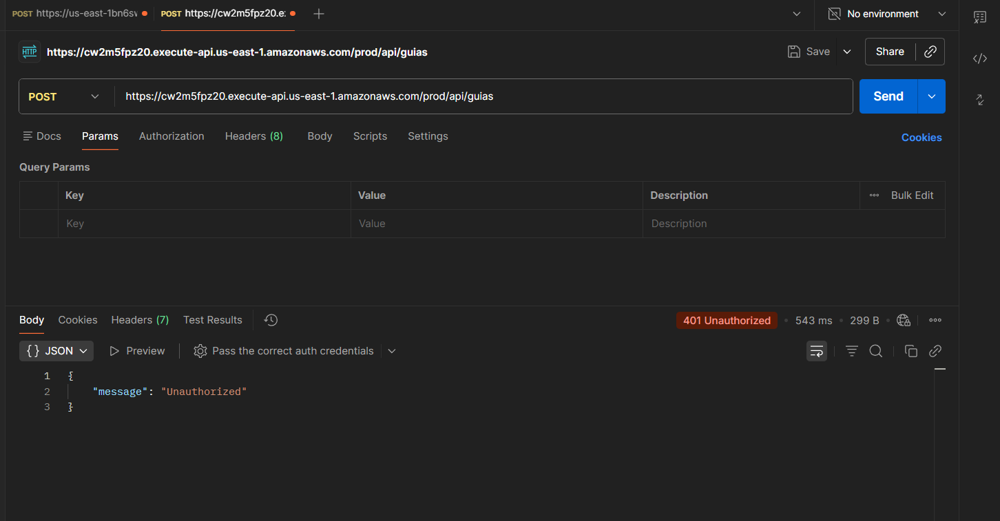 POST https://us-east-1bn6sv POST https://cw2m5fpz20.e: No environment
HTTP https://cw2m5fpz20.execute-api.us-east-1.amazonaws.com/prod/api/guias Save Share
POST https://cw2m5fpz20.execute-api.us-east-1.amazonaws.com/prod/api/guias Send
Docs Params Authorization Headers (8) Body Scripts Settings Cookies
Query Params
Key Value Description Bulk Edit
Key Value Description
Body Cookies Headers (7) Test Results 401 Unauthorized 543 ms 299 B
{} JSON Preview Pass the correct auth credentials
1 {
2 "message": "Unauthorized"
3 }